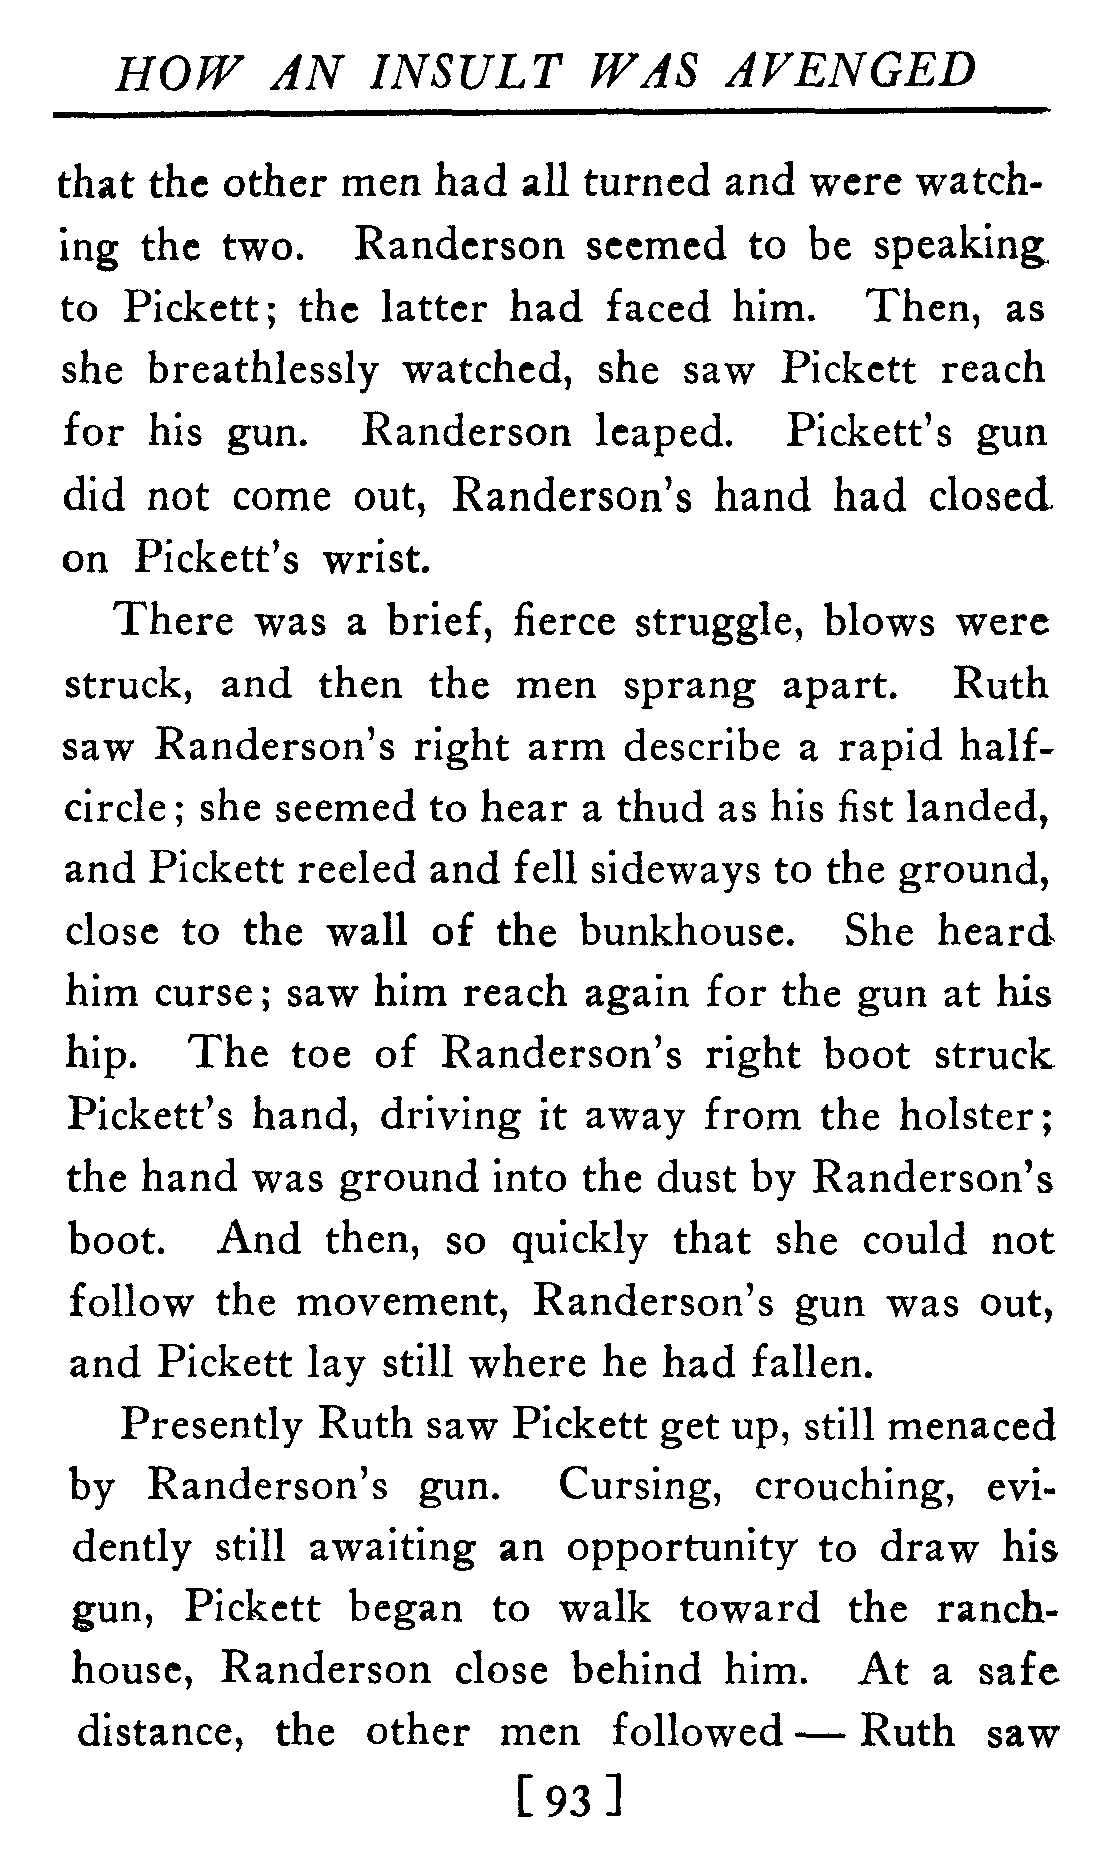 HOW AN INSULT WAS AVENGED
that the other men had all turned and were watch-
ing the two. Randerson seemed to be speaking
to Pickett; the latter had faced him. Then, as
she breathlessly watched, she saw Pickett reach
for his gun. Randerson leaped. Pickett's gun
did not come out, Randerson's hand had closed
on Pickett's wrist.
There was a brief, fierce struggle, blows were
struck, and then the men sprang apart. Ruth
saw Randerson's right arm describe a rapid half-
circle; she seemed to hear a thud as his fist landed,
and Pickett reeled and fell sideways to the ground,
close to the wall of the bunkhouse. She heard
him curse; saw him reach again for the gun at his
hip. The toe of Randerson's right boot struck
Pickett's hand, driving it away from the holster;
the hand was ground into the dust by Randerson's
boot. And then, so quickly that she could not
follow the movement, Randerson's gun was out,
and Pickett lay still where he had fallen.
Presently Ruth saw Pickett get up, still menaced
by Randerson's gun. Cursing, crouching, evi-
dently still awaiting an opportunity to draw his
gun, Pickett began to walk toward the ranch-
house, Randerson close behind him. At a safe
distance, the other men followed — Ruth saw
[93]